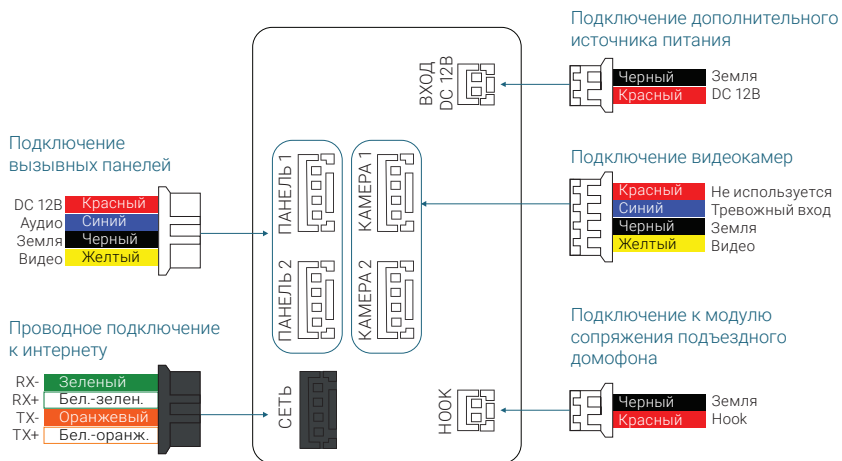 Подключение дополнительного
источника питания
Черный Земля
Красный DC 12В
ВХОД
DC 12В
Подключение
вызывных панелей
DC 12В Красный
Аудио Синий
Земля Черный
Видео Желтый
ПАНЕЛЬ 1
КАМЕРА 1
Подключение видеокамер
Красный Не используется
Синий Тревожный вход
Черный Земля
Желтый Видео
ПАНЕЛЬ 2
КАМЕРА 2
Проводное подключение
к интернету
RX- Зеленый
RX+ Бел.-зелен.
TX- Оранжевый
TX+ Бел.-оранж.
СЕТЬ
HOOK
Подключение к модулю
сопряжения подъездного
домофона
Черный Земля
Красный Hook